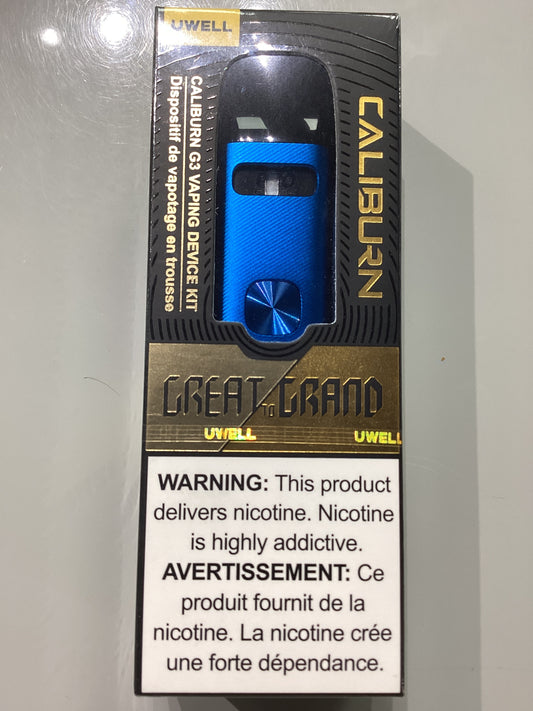 UWELL
CALIBURN G3 VAPING DEVICE KIT
Dispositif de vapotage en trousse
CALIBURN
GREAT TO GRAND
UWELL
UWELL
WARNING: This product
delivers nicotine. Nicotine
is highly addictive.
AVERTISSEMENT: Ce
produit fournit de la
nicotine. La nicotine crée
une forte dépendance.